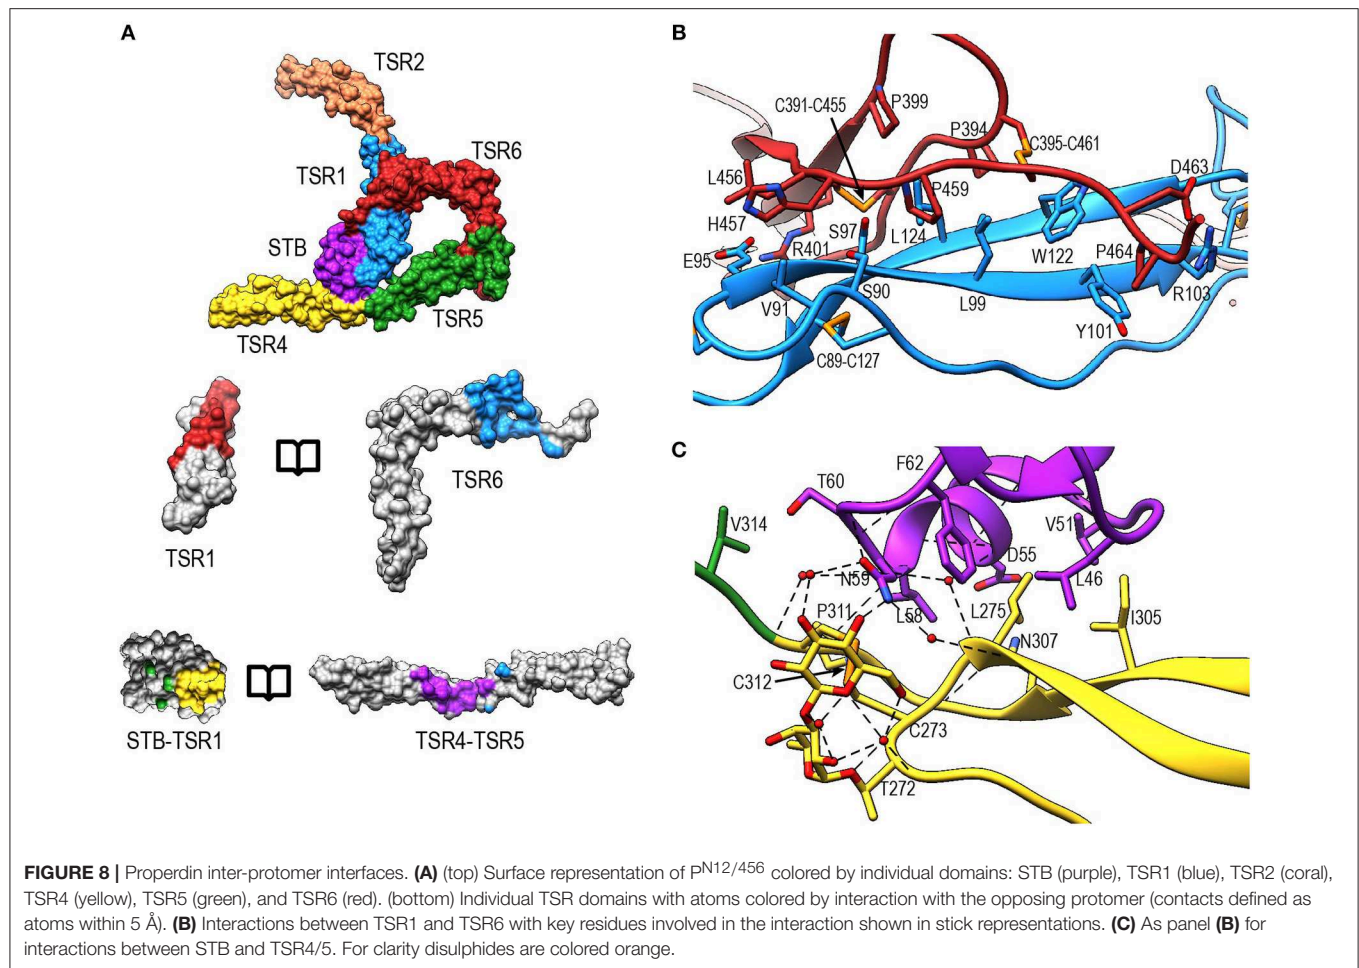 A
TSR2
TSR6
TSR1
STB
TSR5
TSR4
TSR1
TSR6
STB-TSR1
TSR4-TSR5
B
C391-C455
P399
P394
C395-C461
L456
P459
D463
H457
S97
L124
E95
R401
W122
P464
V91
S90
L99
R103
Y101
C89-C127
C
F62
T60
V314
V51
D55
N59
L46
P311
L58
L275
I305
N307
C312
C273
T272
FIGURE 8 | Properdin inter-protomer interfaces. (A) (top) Surface representation of P^N12/456 colored by individual domains: STB (purple), TSR1 (blue), TSR2 (coral),
TSR4 (yellow), TSR5 (green), and TSR6 (red). (bottom) Individual TSR domains with atoms colored by interaction with the opposing protomer (contacts defined as
atoms within 5 Å). (B) Interactions between TSR1 and TSR6 with key residues involved in the interaction shown in stick representations. (C) As panel (B) for
interactions between STB and TSR4/5. For clarity disulphides are colored orange.